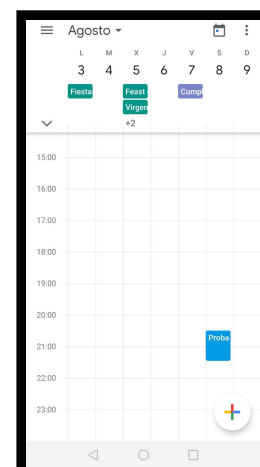 Agosto
L M X J V S D
3 4 5 6 7 8 9
Fiesta Feast Cumpl
Virgen
+2
15:00
16:00
17:00
18:00
19:00
20:00
Proba
21:00
22:00
23:00